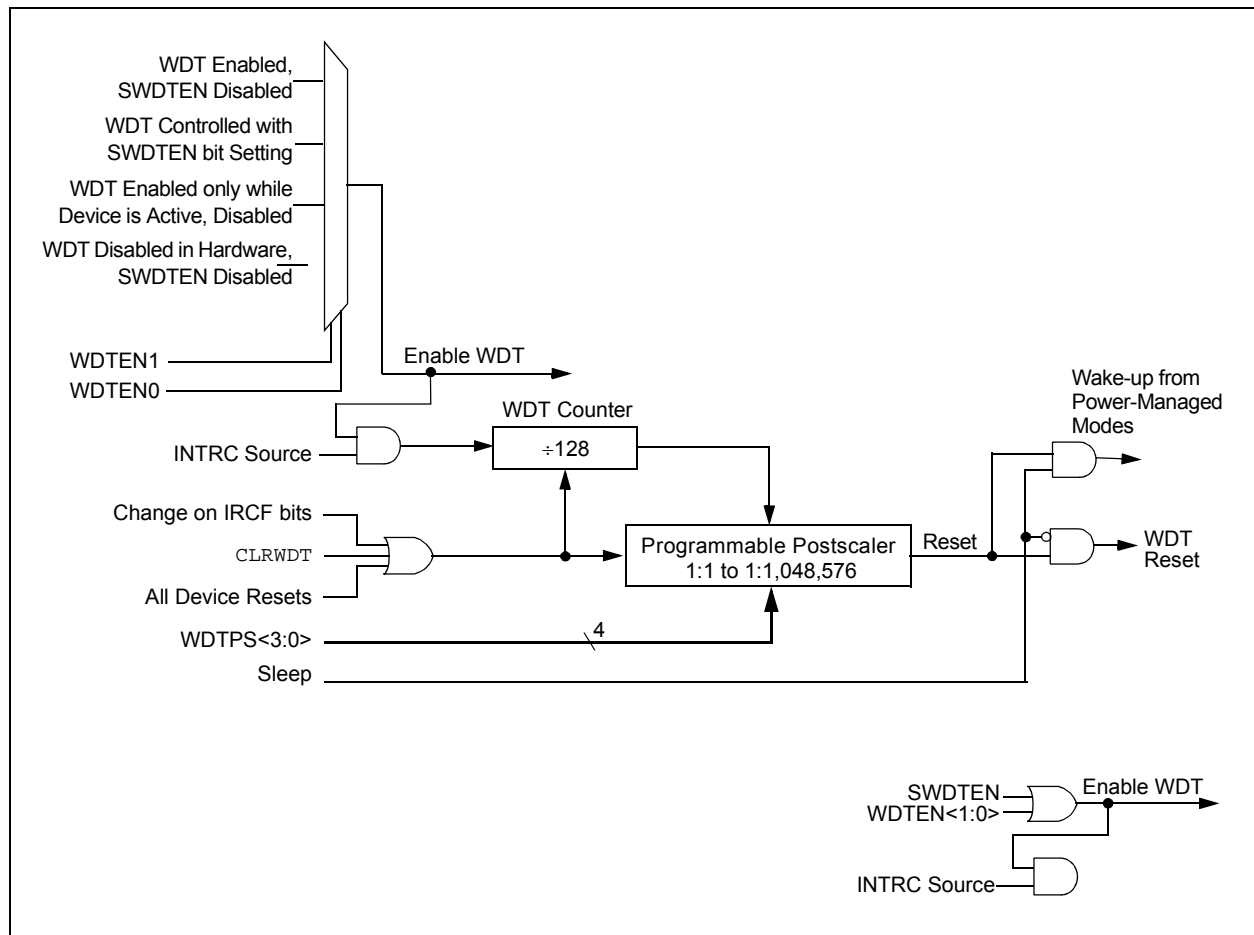 WDT Enabled,
SWDTEN Disabled
WDT Controlled with
SWDTEN bit Setting
WDT Enabled only while
Device is Active, Disabled
WDT Disabled in Hardware,
SWDTEN Disabled
WDTEN1
WDTEN0
Enable WDT
WDT Counter
÷128
INTRC Source
Wake-up from
Power-Managed
Modes
Change on IRCF bits
CLRWDT
All Device Resets
Programmable Postscaler
1:1 to 1:1,048,576
Reset
WDT
Reset
WDTPS<3:0>
4
Sleep
SWDTEN
WDTEN<1:0>
Enable WDT
INTRC Source